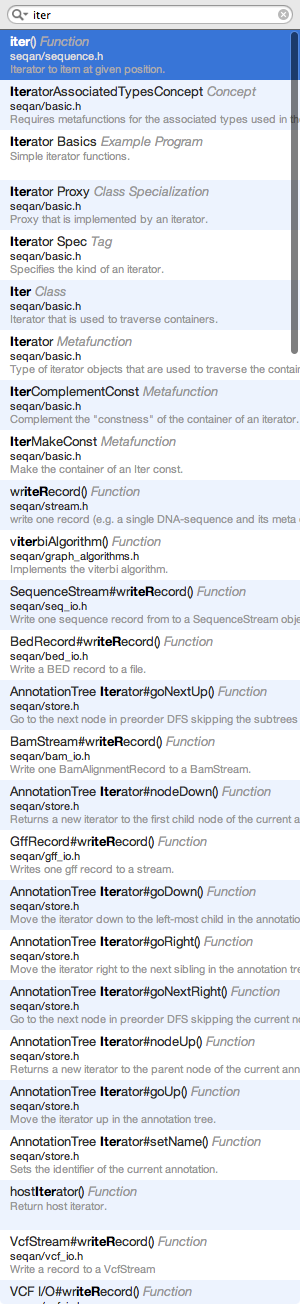 iter
iter() Function
seqan/sequence.h
Iterator to item at given position.
IteratorAssociatedTypesConcept Concept
seqan/basic.h
Requires metafunctions for the associated types used in th
Iterator Basics Example Program
Simple iterator functions.
Iterator Proxy Class Specialization
seqan/basic.h
Proxy that is implemented by an iterator.
Iterator Spec Tag
seqan/basic.h
Specifies the kind of an iterator.
Iter Class
seqan/basic.h
Iterator that is used to traverse containers.
Iterator Metafunction
seqan/basic.h
Type of iterator objects that are used to traverse the contain
IterComplementConst Metafunction
seqan/basic.h
Complement the "constness" of the container of an iterator.
IterMakeConst Metafunction
seqan/basic.h
Make the container of an Iter const.
writeRecord() Function
seqan/stream.h
write one record (e.g. a single DNA-sequence and its meta
viterbiAlgorithm() Function
seqan/graph_algorithms.h
Implements the viterbi algorithm.
SequenceStream#writeRecord() Function
seqan/seq_io.h
Write one sequence record from to a SequenceStream obje
BedRecord#writeRecord() Function
seqan/bed_io.h
Write a BED record to a file.
AnnotationTree Iterator#goNextUp() Function
seqan/store.h
Go to the next node in preorder DFS skipping the subtrees
BamStream#writeRecord() Function
seqan/bam_io.h
Write one BamAlignmentRecord to a BamStream.
AnnotationTree Iterator#nodeDown() Function
seqan/store.h
Returns a new iterator to the first child node of the current a
GffRecord#writeRecord() Function
seqan/gff_io.h
Writes one gff record to a stream.
AnnotationTree Iterator#goDown() Function
seqan/store.h
Move the iterator down to the left-most child in the annotatio
AnnotationTree Iterator#goRight() Function
seqan/store.h
Move the iterator right to the next sibling in the annotation tre
AnnotationTree Iterator#goNextRight() Function
seqan/store.h
Go to the next node in preorder DFS skipping the current no
AnnotationTree Iterator#nodeUp() Function
seqan/store.h
Returns a new iterator to the parent node of the current ann
AnnotationTree Iterator#goUp() Function
seqan/store.h
Move the iterator up in the annotation tree.
AnnotationTree Iterator#setName() Function
seqan/store.h
Sets the identifier of the current annotation.
hostIterator() Function
Return host iterator.
VcfStream#writeRecord() Function
seqan/vcf_io.h
Write a record to a VcfStream
VCF I/O#writeRecord() Function